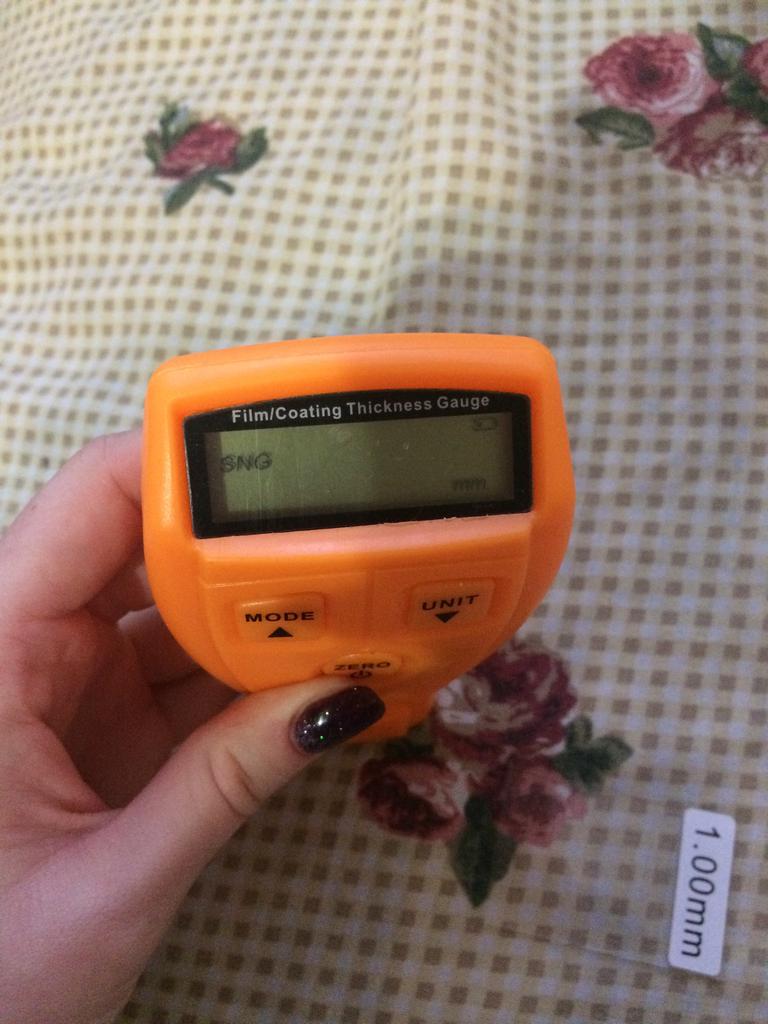 Film/Coating Thickness Gauge
SNG
mm
MODE
UNIT
ZERO
1.00mm